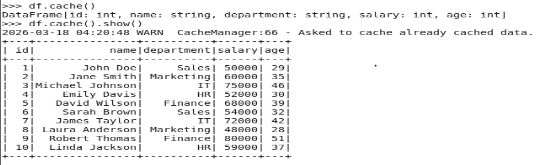 >>> df.cache()
DataFrame[id: int, name: string, department: string, salary: int, age: int]
>>> df.cache().show()
2026-03-18 04:20:48 WARN  CacheManager:66 - Asked to cache already cached data.
+---+---------------+----------+------+---+
| id|           name|department|salary|age|
+---+---------------+----------+------+---+
|  1|       John Doe|     Sales| 50000| 29|
|  2|     Jane Smith| Marketing| 60000| 35|
|  3|Michael Johnson|        IT| 75000| 46|
|  4|    Emily Davis|        HR| 52000| 30|
|  5|   David Wilson|   Finance| 68000| 39|
|  6|    Sarah Brown|     Sales| 54000| 32|
|  7|   James Taylor|        IT| 72000| 42|
|  8| Laura Anderson| Marketing| 48000| 28|
|  9|  Robert Thomas|   Finance| 80000| 51|
| 10|  Linda Jackson|        HR| 59000| 37|
+---+---------------+----------+------+---+